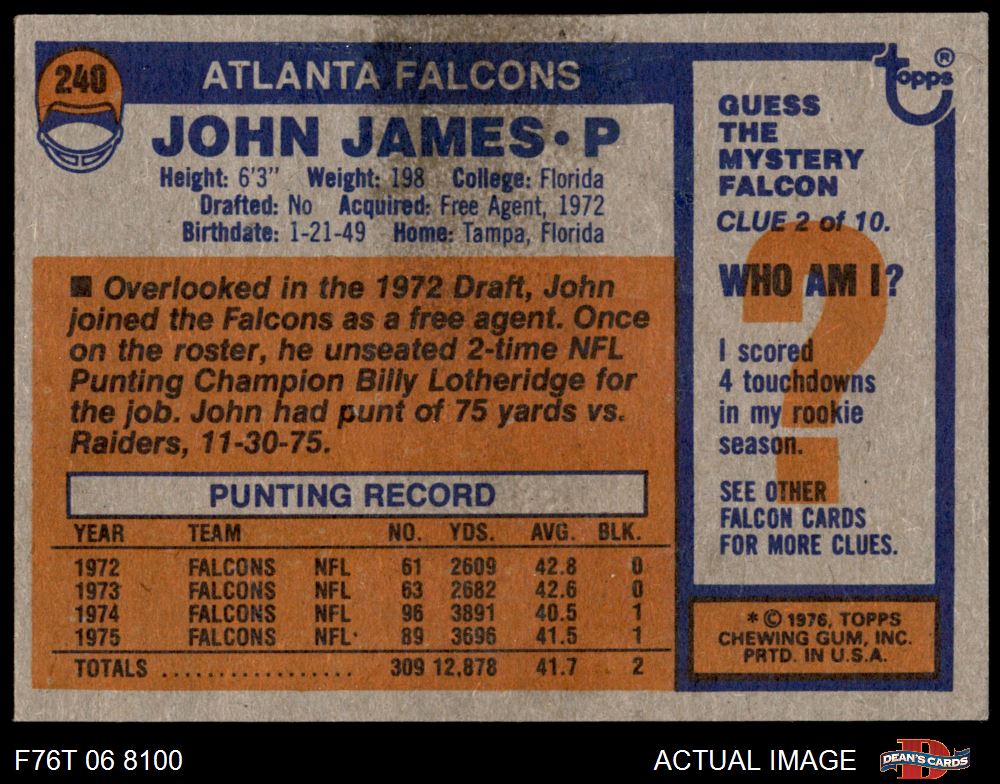 240
ATLANTA FALCONS
JOHN JAMES • P
Height: 6'3" Weight: 198 College: Florida
Drafted: No Acquired: Free Agent, 1972
Birthdate: 1-21-49 Home: Tampa, Florida
■ Overlooked in the 1972 Draft, John
joined the Falcons as a free agent. Once
on the roster, he unseated 2-time NFL
Punting Champion Billy Lotheridge for
the job. John had punt of 75 yards vs.
Raiders, 11-30-75.
PUNTING RECORD
YEAR TEAM NO. YDS. AVG. BLK.
1972 FALCONS NFL 61 2609 42.8 0
1973 FALCONS NFL 63 2682 42.6 0
1974 FALCONS NFL 96 3891 40.5 1
1975 FALCONS NFL 89 3696 41.5 1
TOTALS .................. 309 12,878 41.7 2
topps®
GUESS
THE
MYSTERY
FALCON
CLUE 2 of 10.
WHO AM I?
I scored
4 touchdowns
in my rookie
season.
SEE OTHER
FALCON CARDS
FOR MORE CLUES.
* © 1976, TOPPS
CHEWING GUM, INC.
PRTD. IN U.S.A.
F76T 06 8100
ACTUAL IMAGE
DEAN'S CARDS